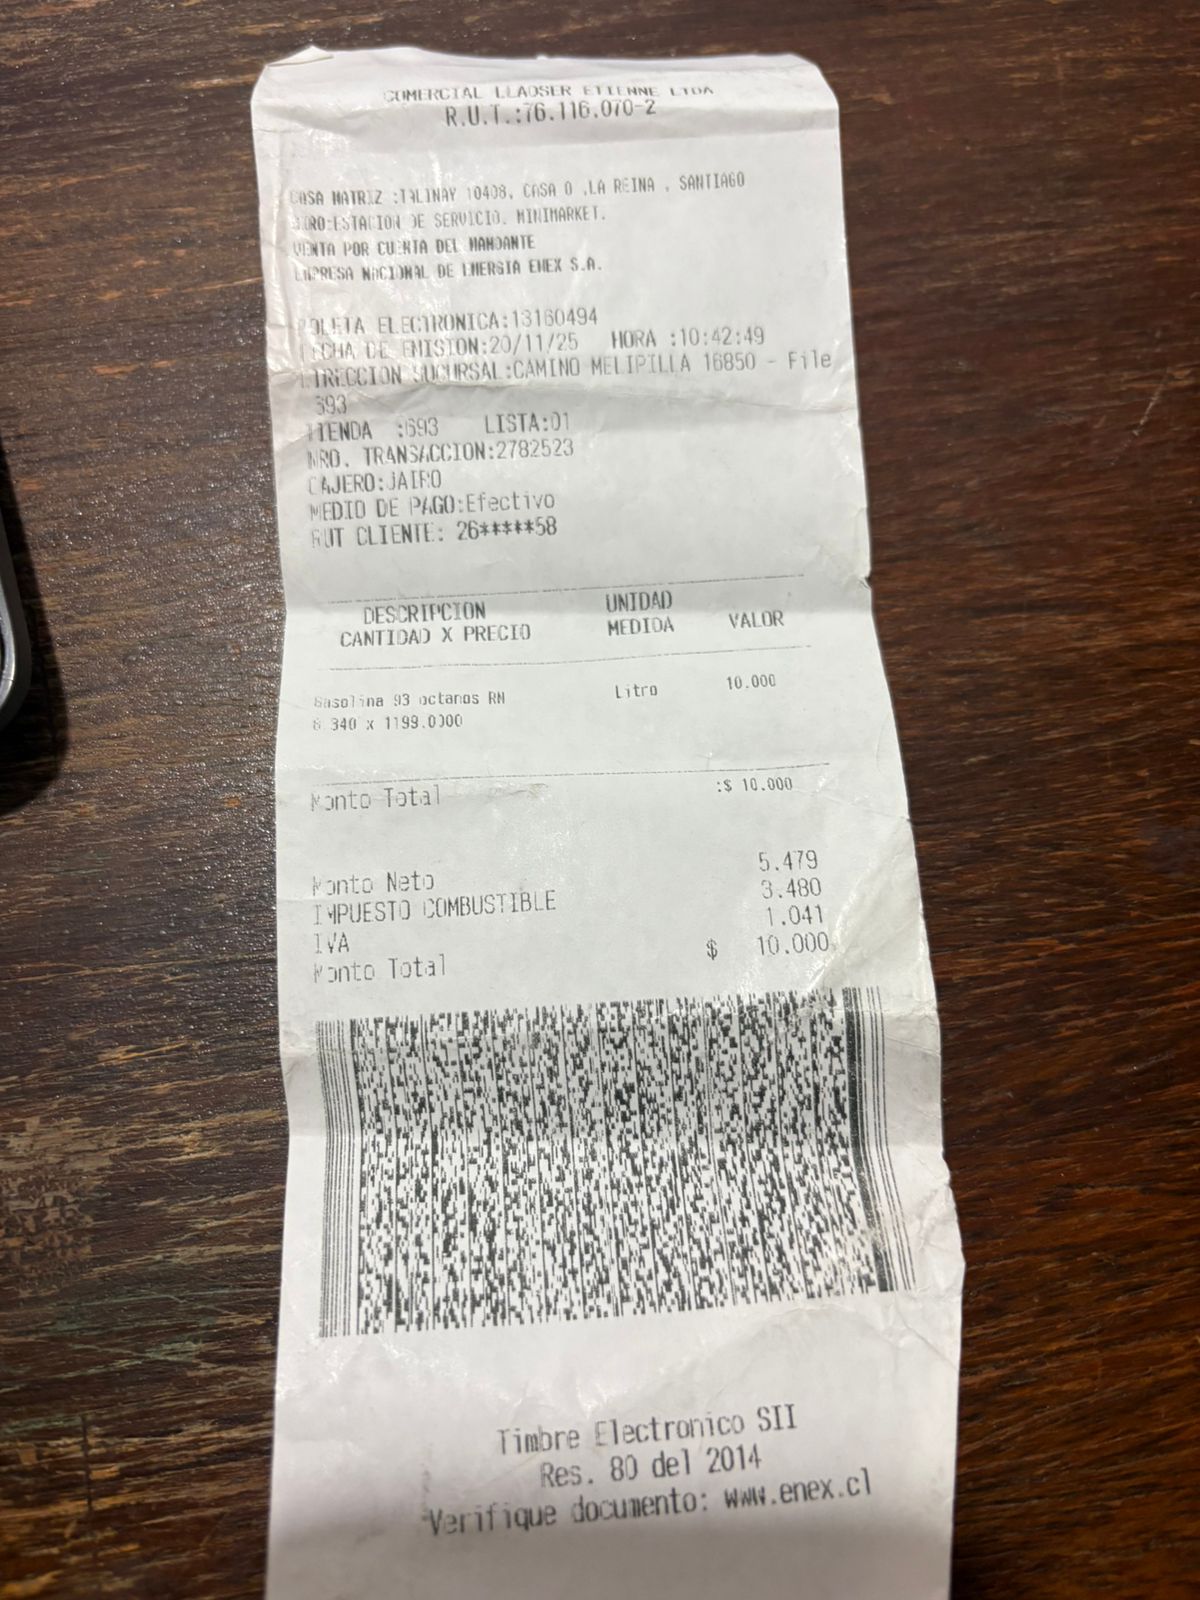 COMERCIAL LLAOSER ETIENNE LTDA
R.U.T.:76.116.070-2
CASA MATRIZ :TALINAY 10408, CASA O ,LA REINA , SANTIAGO
GIRO:ESTACION DE SERVICIO, MINIMARKET.
VENTA POR CUENTA DEL MANDANTE
EMPRESA NACIONAL DE ENERGIA ENEX S.A.
BOLETA ELECTRONICA:13160494
FECHA DE EMISION:20/11/25 HORA :10:42:49
DIRECCION SUCURSAL:CAMINO MELIPILLA 16850 - File
693
TIENDA :693 LISTA:01
NRO. TRANSACCION:2782523
CAJERO:JAIRO
MEDIO DE PAGO:Efectivo
RUT CLIENTE: 26*****58
DESCRIPCION UNIDAD
CANTIDAD X PRECIO MEDIDA VALOR
Gasolina 93 octanos RN Litro 10.000
8.340 x 1199.0000
Monto Total :$ 10.000
Monto Neto 5.479
IMPUESTO COMBUSTIBLE 3.480
IVA 1.041
Monto Total $ 10.000
Timbre Electronico SII
Res. 80 del 2014
Verifique documento: www.enex.cl